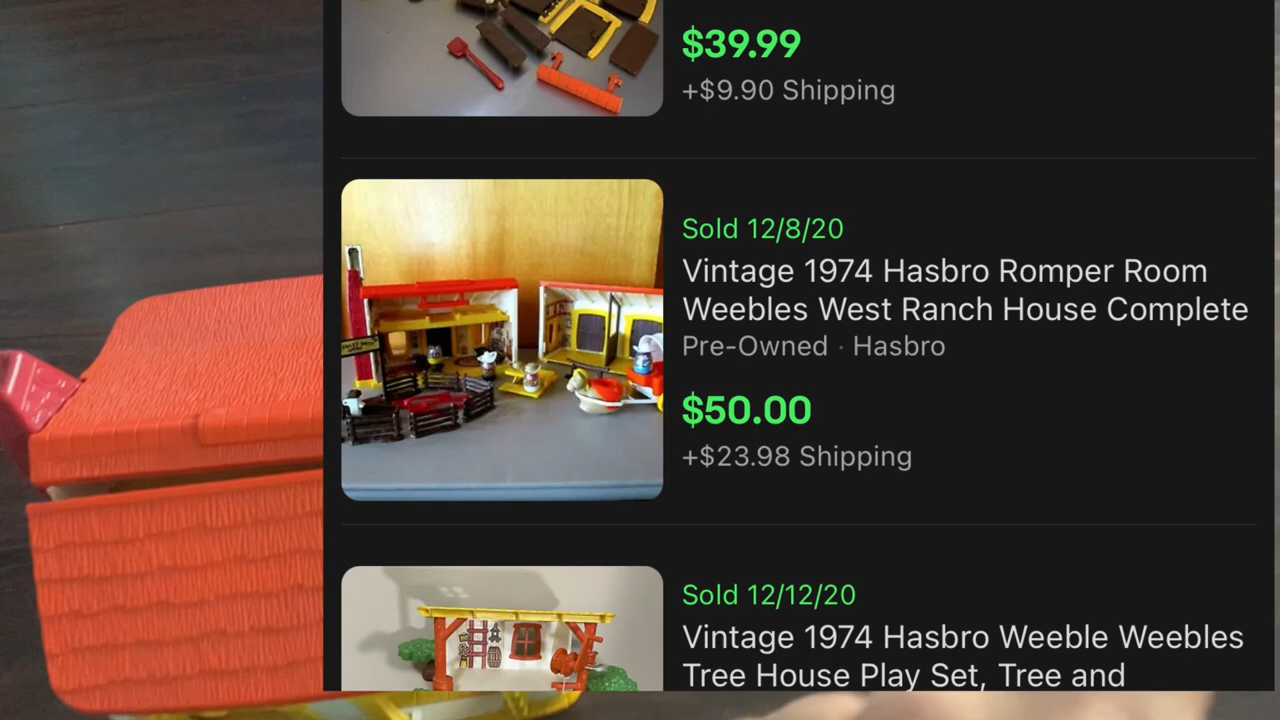 $39.99
+$9.90 Shipping
Sold 12/8/20
Vintage 1974 Hasbro Romper Room
Weebles West Ranch House Complete
Pre-Owned · Hasbro
$50.00
+$23.98 Shipping
Sold 12/12/20
Vintage 1974 Hasbro Weeble Weebles
Tree House Play Set, Tree and